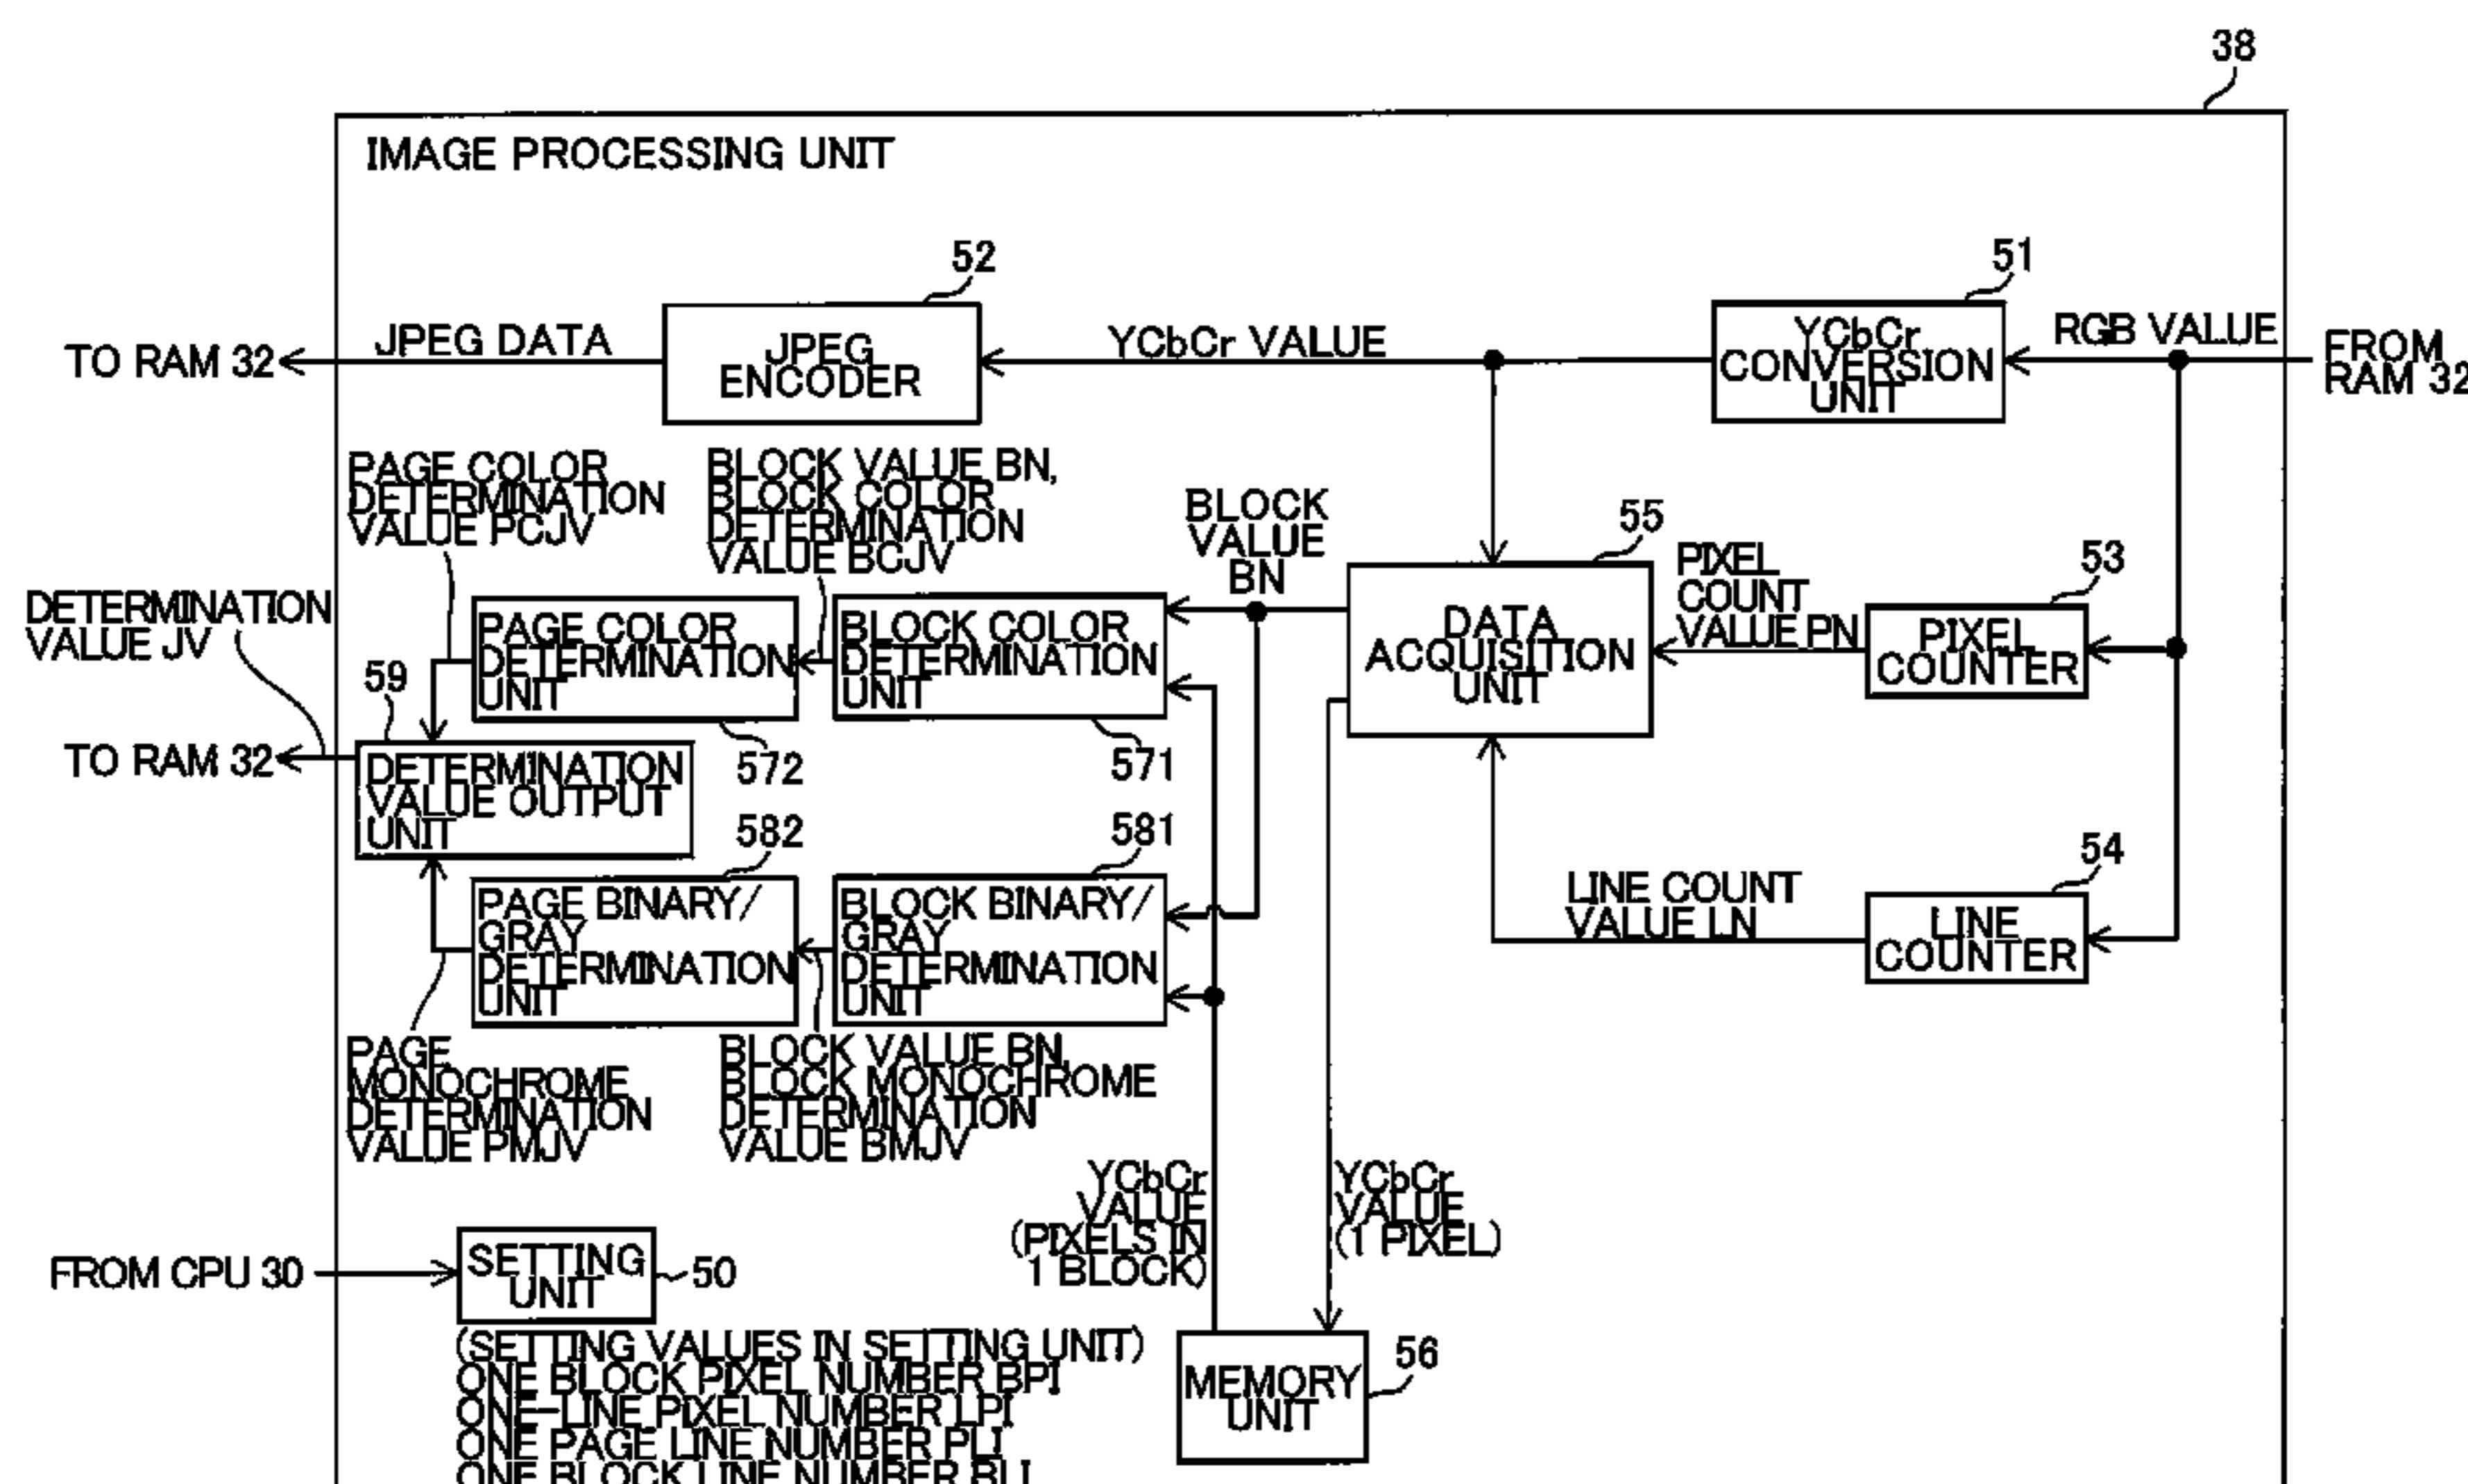 38
IMAGE PROCESSING UNIT
52
51
TO RAM 32
JPEG DATA
JPEG
ENCODER
YCbCr VALUE
YCbCr
CONVERSION
UNIT
RGB VALUE
FROM
RAM 32
PAGE COLOR
DETERMINATION
VALUE PCJV
BLOCK VALUE BN,
BLOCK COLOR
DETERMINATION
VALUE BCJV
BLOCK
VALUE
BN
55
PIXEL
COUNT
VALUE PN
53
DETERMINATION
VALUE JV
59
PAGE COLOR
DETERMINATION
UNIT
BLOCK COLOR
DETERMINATION
UNIT
DATA
ACQUISITION
UNIT
PIXEL
COUNTER
572
571
TO RAM 32
DETERMINATION
VALUE OUTPUT
UNIT
582
581
PAGE BINARY/
GRAY
DETERMINATION
UNIT
BLOCK BINARY/
GRAY
DETERMINATION
UNIT
LINE COUNT
VALUE LN
54
LINE
COUNTER
PAGE
MONOCHROME
DETERMINATION
VALUE PMJV
BLOCK VALUE BN,
BLOCK MONOCHROME
DETERMINATION
VALUE BMJV
YCbCr
VALUE
(PIXELS IN
1 BLOCK)
YCbCr
VALUE
(1 PIXEL)
FROM CPU 30
SETTING
UNIT
50
(SETTING VALUES IN SETTING UNIT)
ONE BLOCK PIXEL NUMBER BPI
ONE-LINE PIXEL NUMBER LPI
ONE PAGE LINE NUMBER PLI
ONE BLOCK LINE NUMBER BLI
MEMORY
UNIT
56